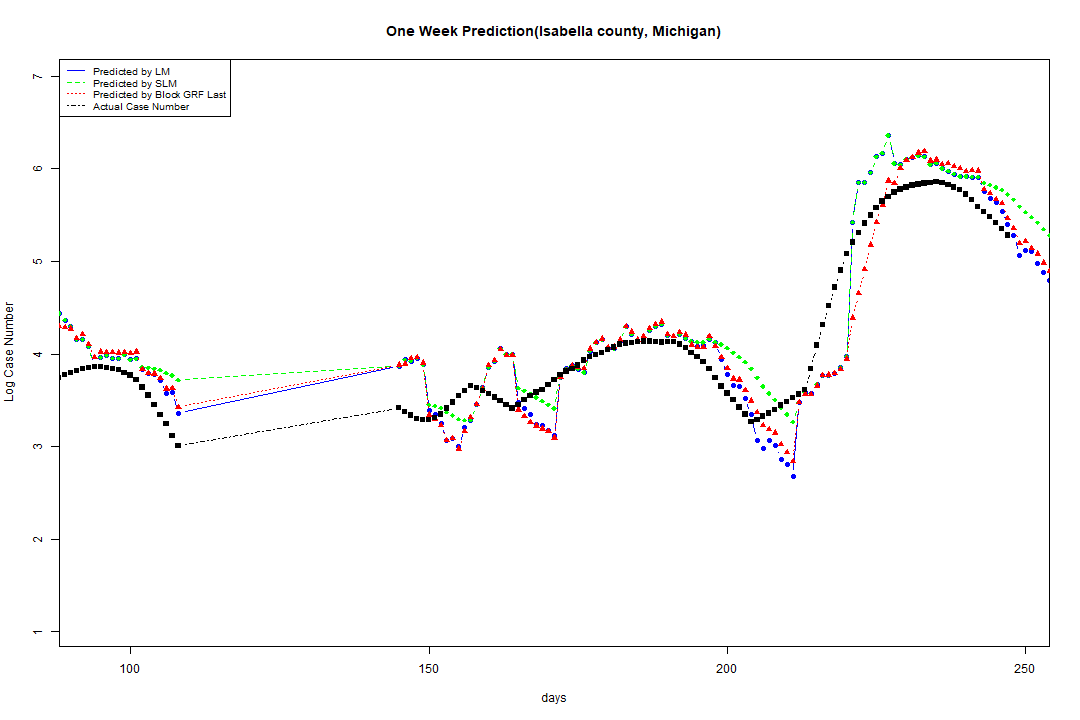 One Week Prediction(Isabella county, Michigan)
Predicted by LM
Predicted by SLM
Predicted by Block GRF Last
Actual Case Number
7
6
5
4
3
2
1
Log Case Number
100
150
200
250
days